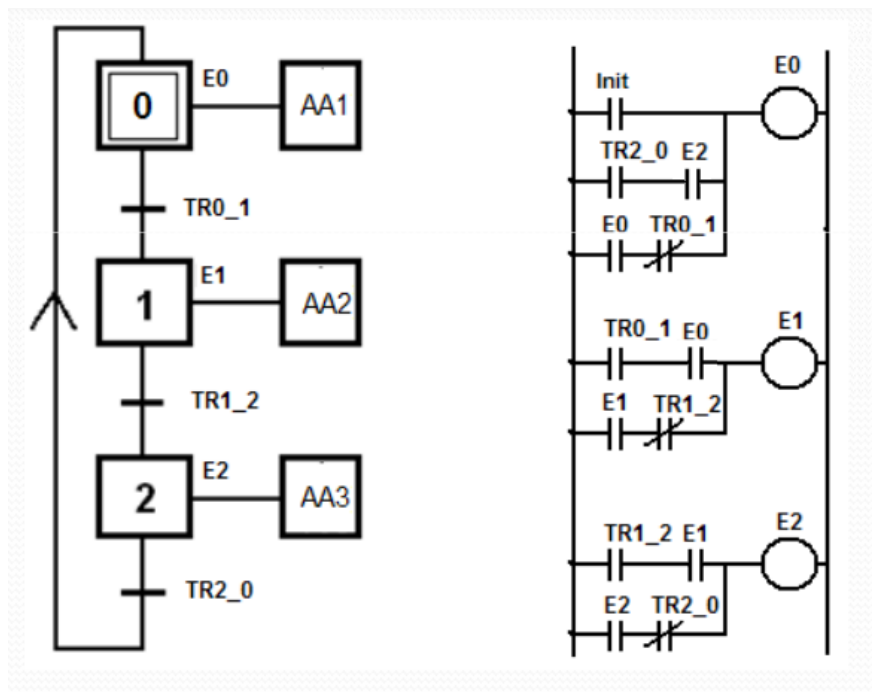 E0
0
AA1
TR0_1
E1
1
AA2
TR1_2
E2
2
AA3
TR2_0
E0
Init
TR2_0 E2
E0 TR0_1
E1
TR0_1 E0
E1 TR1_2
E2
TR1_2 E1
E2 TR2_0